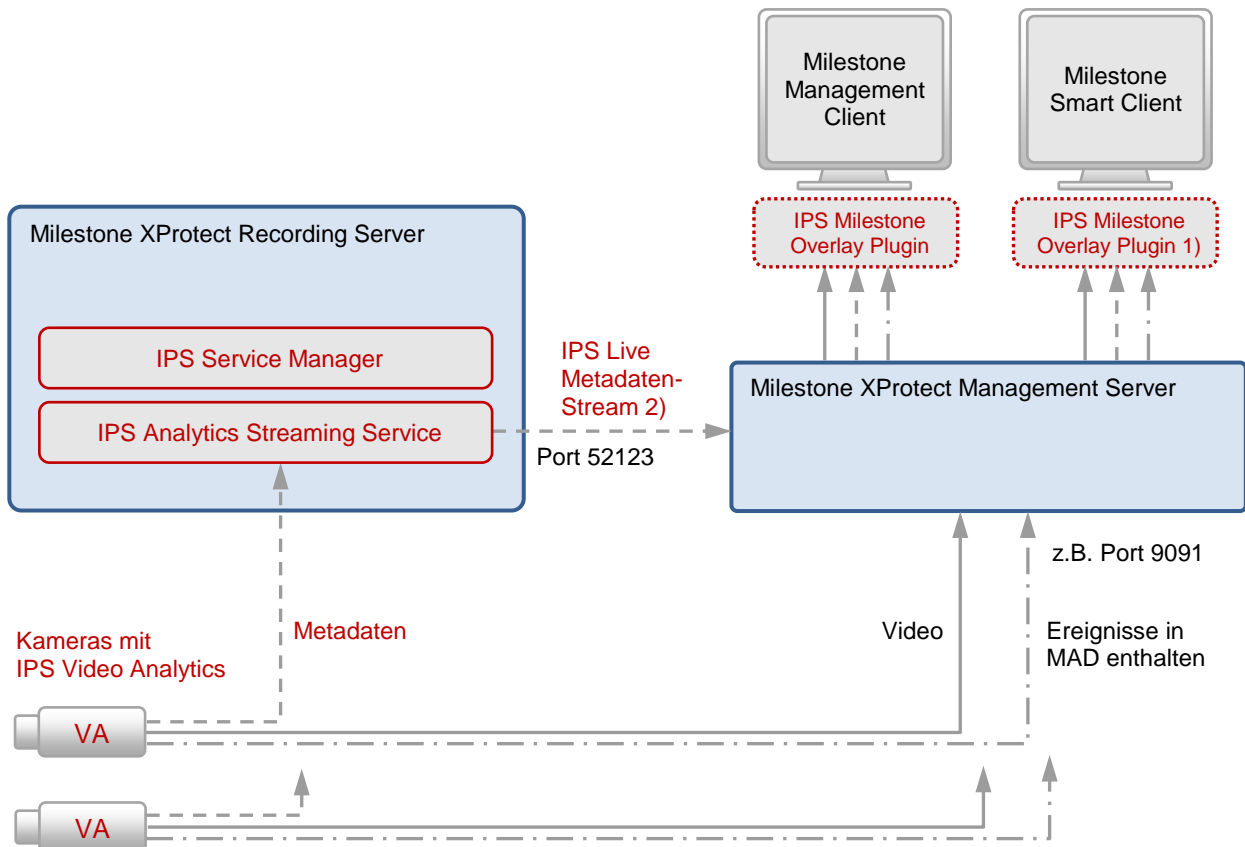 Milestone
Management
Client
Milestone
Smart Client
IPS Milestone
Overlay Plugin
IPS Milestone
Overlay Plugin 1)
Milestone XProtect Recording Server
IPS Service Manager
IPS Analytics Streaming Service
IPS Live
Metadaten-
Stream 2)
Port 52123
Milestone XProtect Management Server
z.B. Port 9091
Kameras mit
IPS Video Analytics
Metadaten
Video
Ereignisse in
MAD enthalten
VA
VA